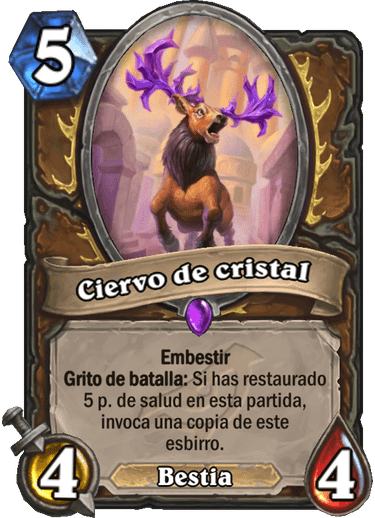 5
Ciervo de cristal
Embestir
Grito de batalla: Si has restaurado
5 p. de salud en esta partida,
invoca una copia de este
esbirro.
4
Bestia
4